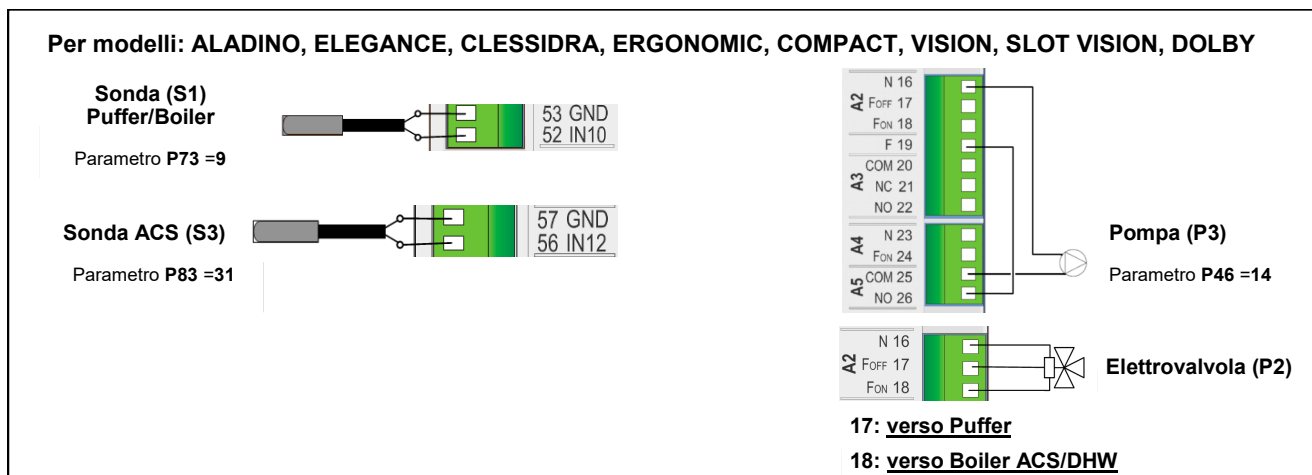 Per modelli: ALADINO, ELEGANCE, CLESSIDRA, ERGONOMIC, COMPACT, VISION, SLOT VISION, DOLBY
Sonda (S1)
Puffer/Boiler
Parametro P73 =9
53 GND
52 IN10
Sonda ACS (S3)
Parametro P83 =31
57 GND
56 IN12
A2
N 16
FOFF 17
FON 18
F 19
A3
COM 20
NC 21
NO 22
A4
N 23
FON 24
A5
COM 25
NO 26
Pompa (P3)
Parametro P46 =14
A2
N 16
FOFF 17
FON 18
Elettrovalvola (P2)
17: verso Puffer
18: verso Boiler ACS/DHW